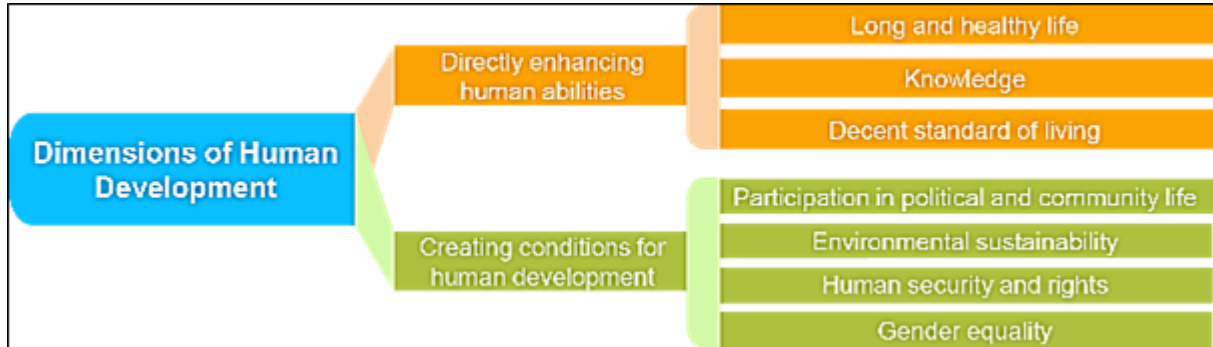 Dimensions of Human
Development
Directly enhancing
human abilities
Long and healthy life
Knowledge
Decent standard of living
Creating conditions for
human development
Participation in political and community life
Environmental sustainability
Human security and rights
Gender equality